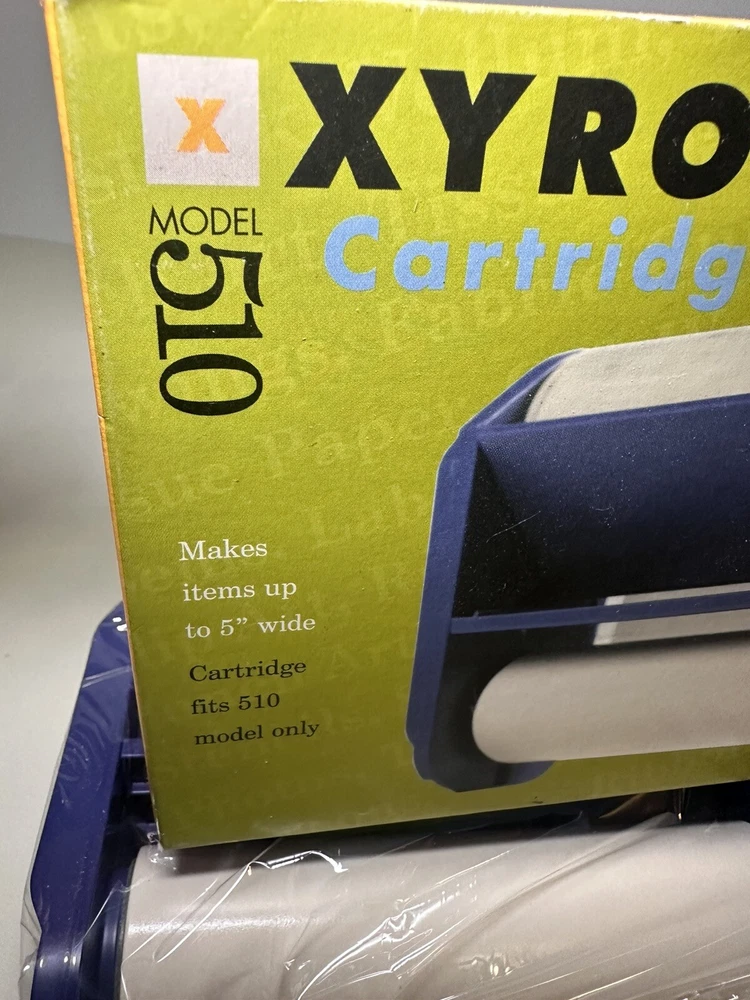 X
XYRO
Cartridg
MODEL
510
Makes
items up
to 5” wide
Cartridge
fits 510
model only